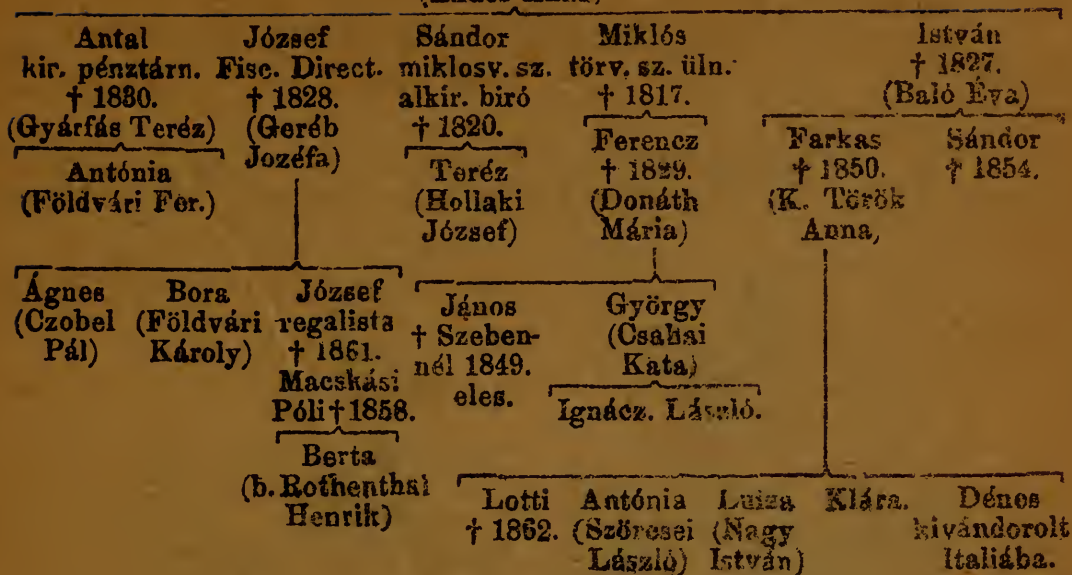 Antal József Sándor Miklós István
kir. pénztárn. Fisc. Direct. miklosv. sz. törv. sz. üln. † 1827.
† 1830. † 1828. alkir. biró † 1817. (Baló Éva)
(Gyárfás Teréz) (Geréb † 1820. Ferencz Farkas Sándor
Antónia Jozéfa) Teréz † 1829. † 1850. † 1854.
(Földvári Fer.) (Hollaki (Donáth (K. Török
József) Mária) Anna,
Ágnes Bora József János György
(Czobel (Földvári regalista † Szeben- (Csabai
Pál) Károly) † 1861. nél 1849. Kata)
Macskási eles. Ignácz. László.
Póli † 1858.
Berta
(b. Rothenthal Lotti Antónia Luiza Klára. Dénes
Henrik) † 1862. (Szörcsei (Nagy kivándorolt
László) István) Italiába.